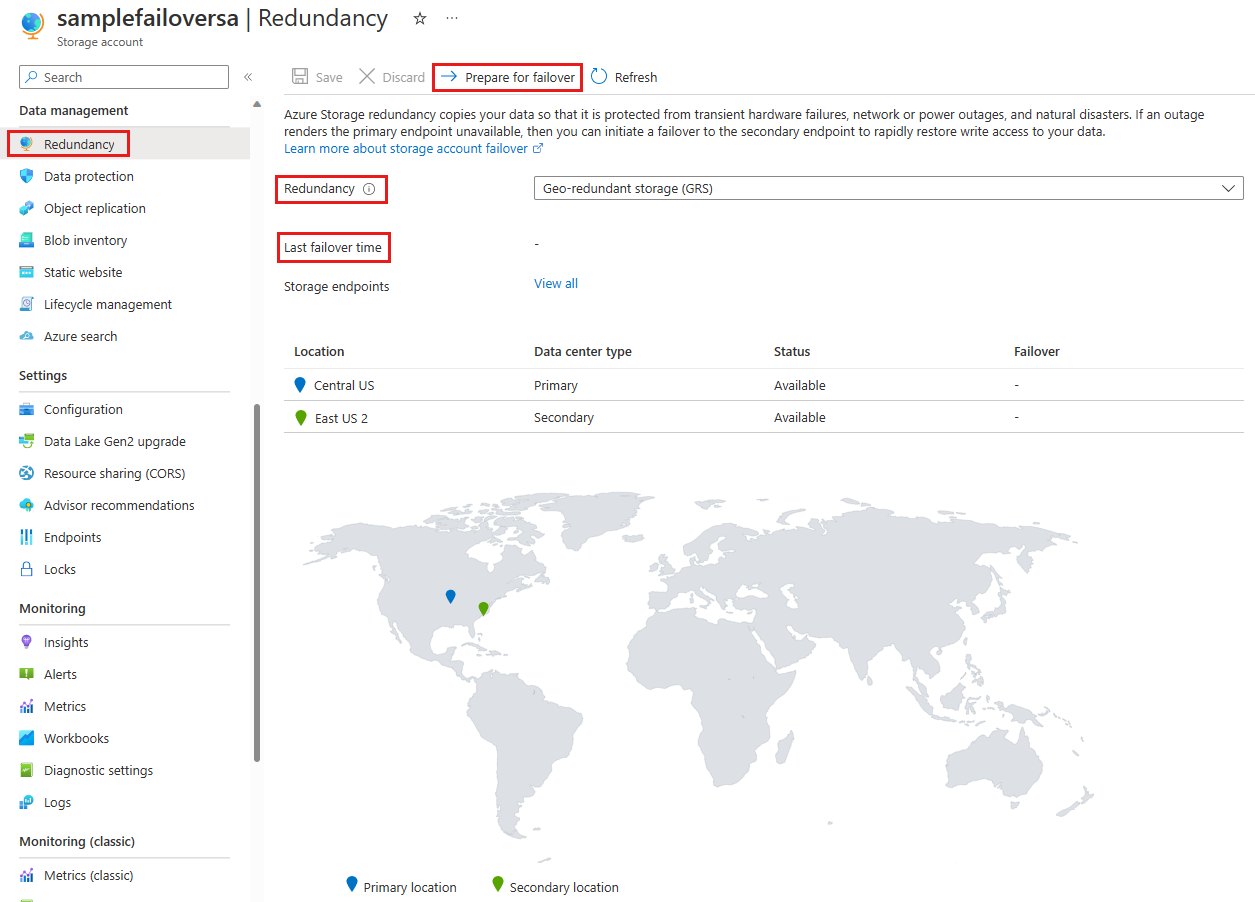 samplefailoversa | Redundancy
Storage account
Search
Data management
Redundancy
Data protection
Object replication
Blob inventory
Static website
Lifecycle management
Azure search
Settings
Configuration
Data Lake Gen2 upgrade
Resource sharing (CORS)
Advisor recommendations
Endpoints
Locks
Monitoring
Insights
Alerts
Metrics
Workbooks
Diagnostic settings
Logs
Monitoring (classic)
Metrics (classic)
Save Discard Prepare for failover Refresh
Azure Storage redundancy copies your data so that it is protected from transient hardware failures, network or power outages, and natural disasters. If an outage
renders the primary endpoint unavailable, then you can initiate a failover to the secondary endpoint to rapidly restore write access to your data.
Learn more about storage account failover
Redundancy Geo-redundant storage (GRS)
Last failover time -
Storage endpoints View all
Location Data center type Status Failover
Central US Primary Available -
East US 2 Secondary Available -
Primary location Secondary location